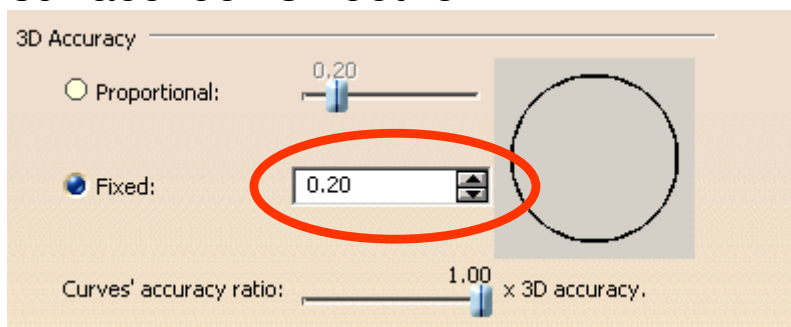 3D Accuracy
Proportional: 0.20
Fixed: 0.20
Curves' accuracy ratio: 1.00 x 3D accuracy.